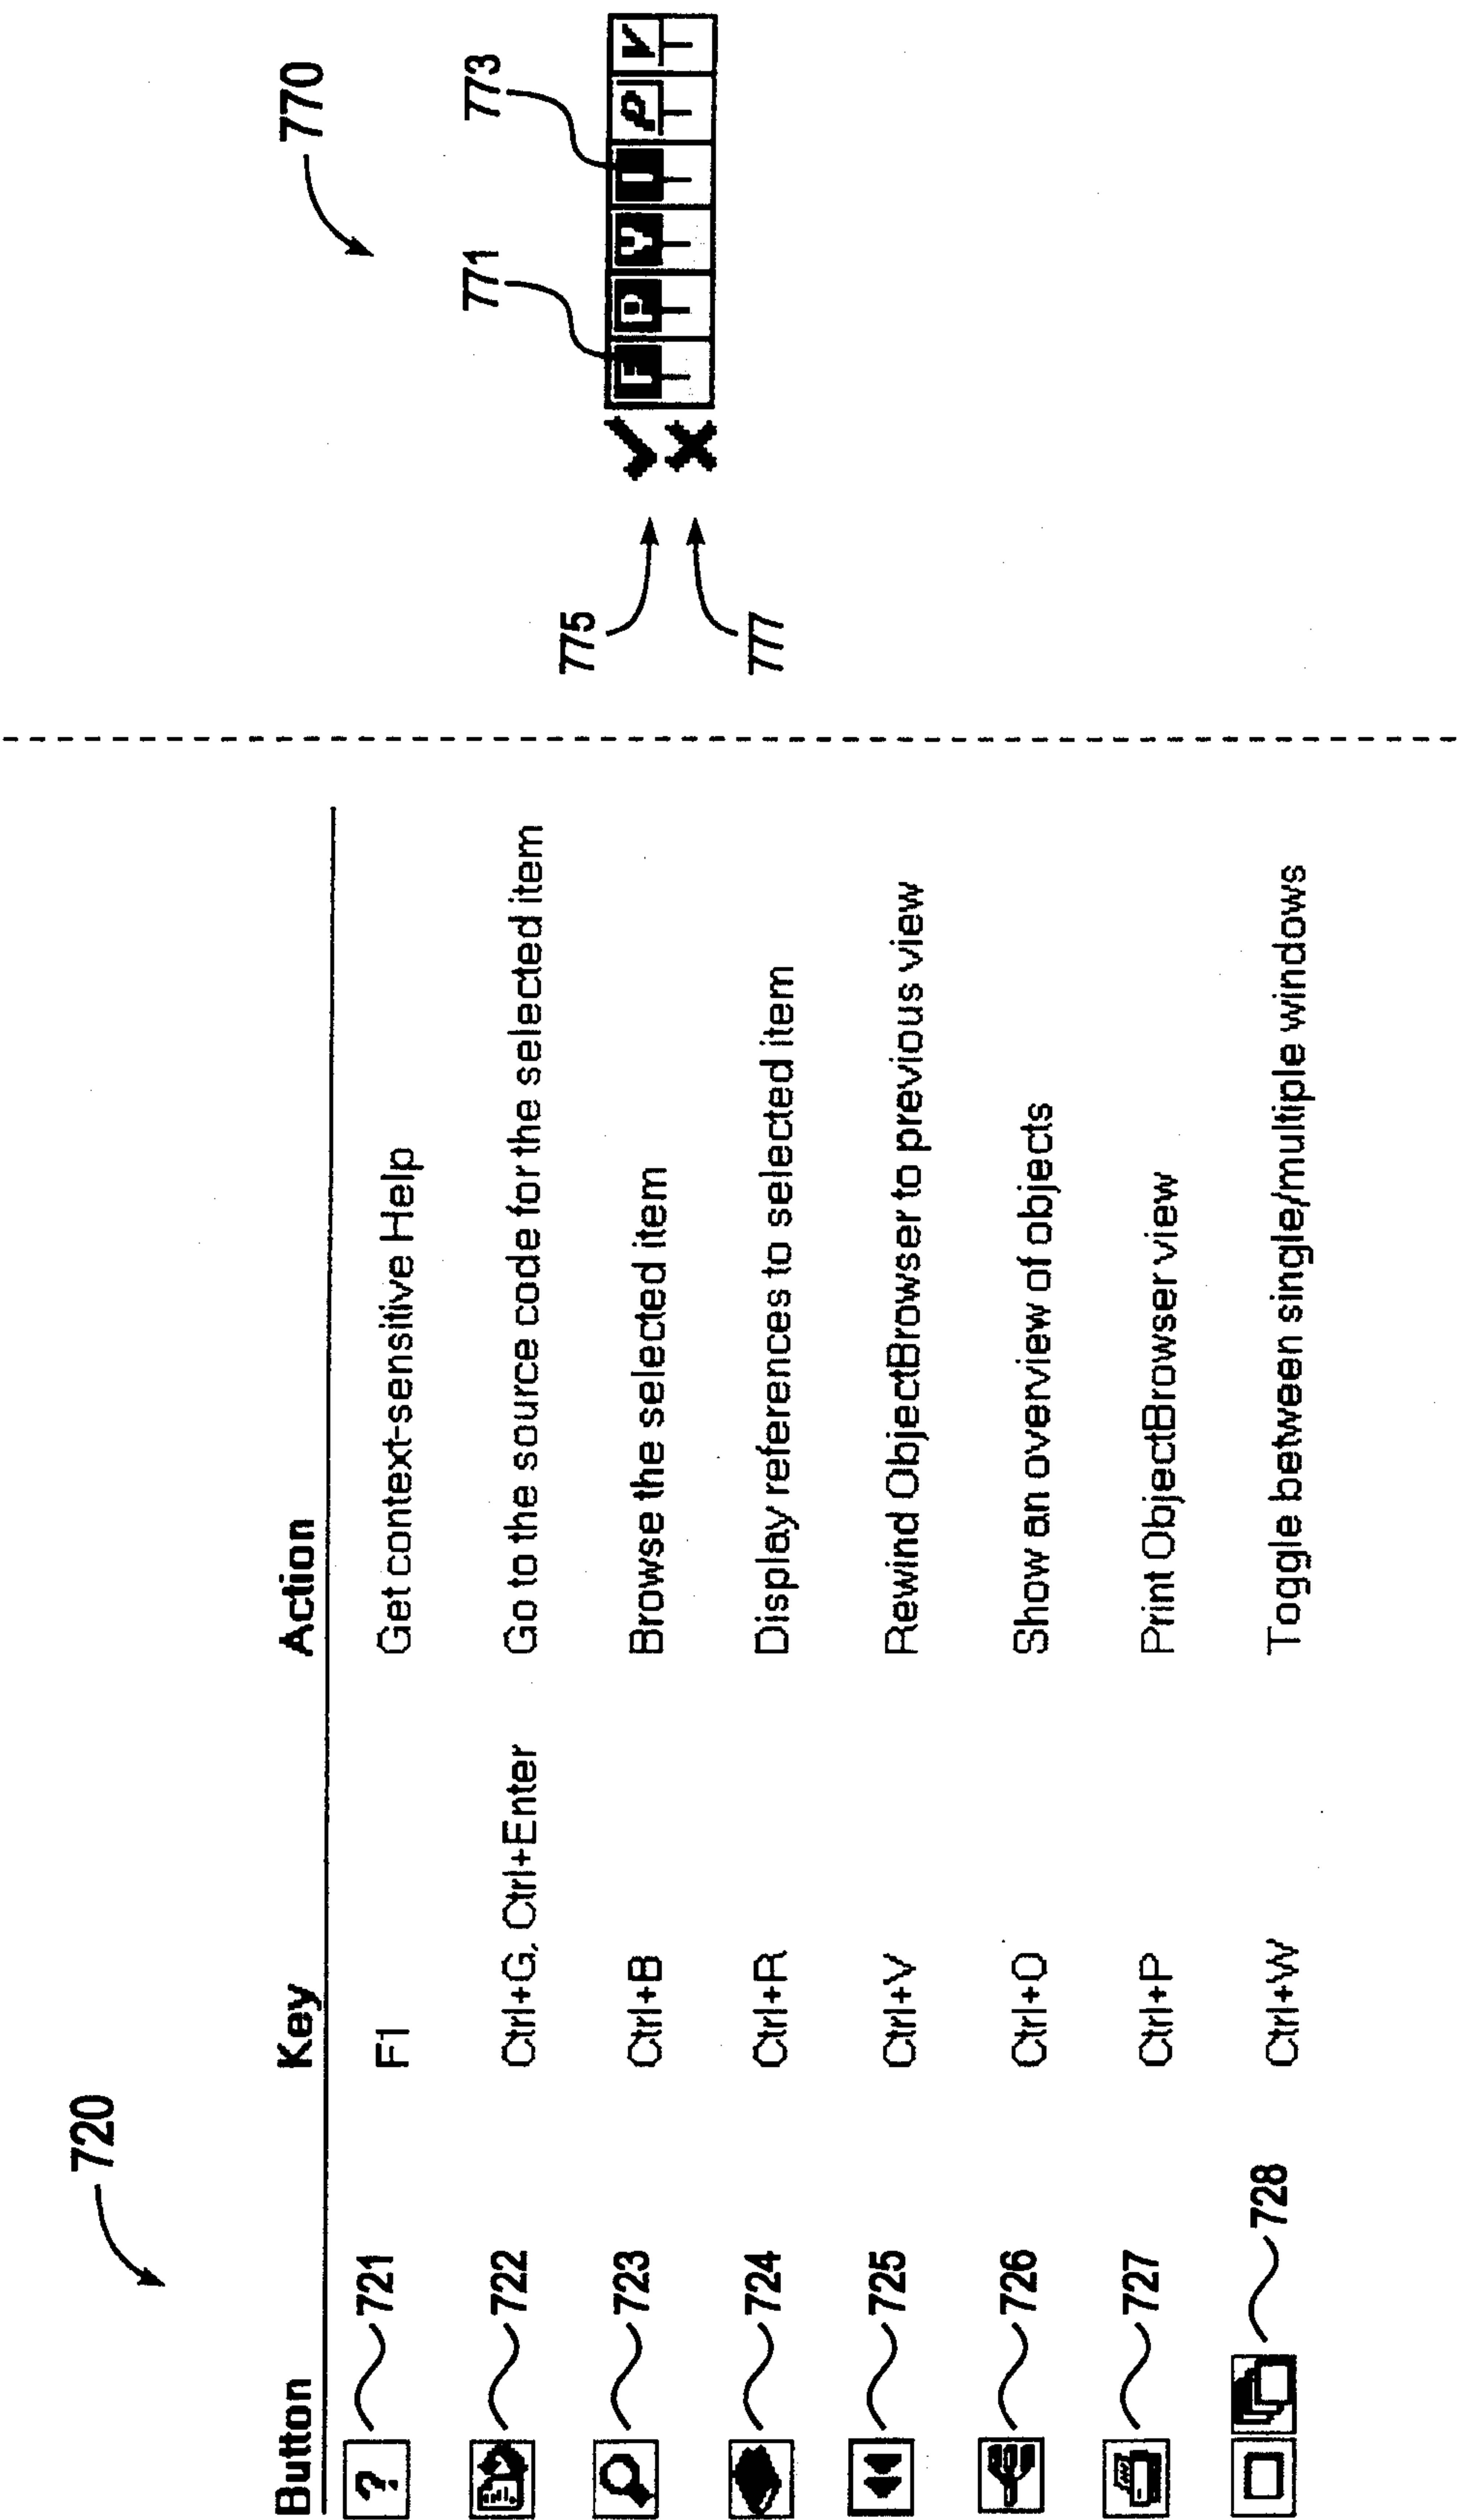 720
Button Key Action
? 721 F1 Get context-sensitive Help
722 Ctrl+G, Ctrl+Enter Go to the source code for the selected item
723 Ctrl+B Browse the selected item
724 Ctrl+R Display references to selected item
725 Ctrl+V Rewind ObjectBrowser to previous view
726 Ctrl+O Show an overview of objects
727 Ctrl+P Print ObjectBrowser view
728 Ctrl+W Toggle between single/multiple windows
770
771 773
775
F P V I V
777